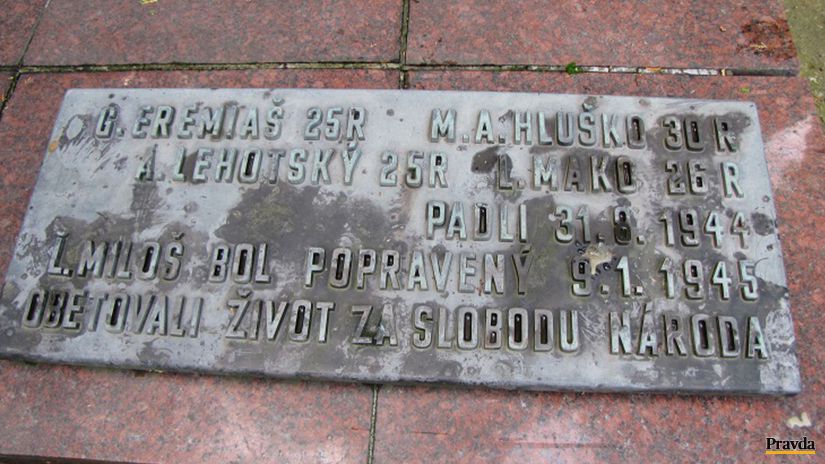 G. EREMIAŠ 25R M.A. HLUŠKO 30R
A. LEHOTSKÝ 25R L. MAKO 26R
PADLI 31.8.1944
Ľ. MILOŠ BOL POPRAVENÝ 9.1.1945
OBETOVALI ŽIVOT ZA SLOBODU NÁRODA
Pravda